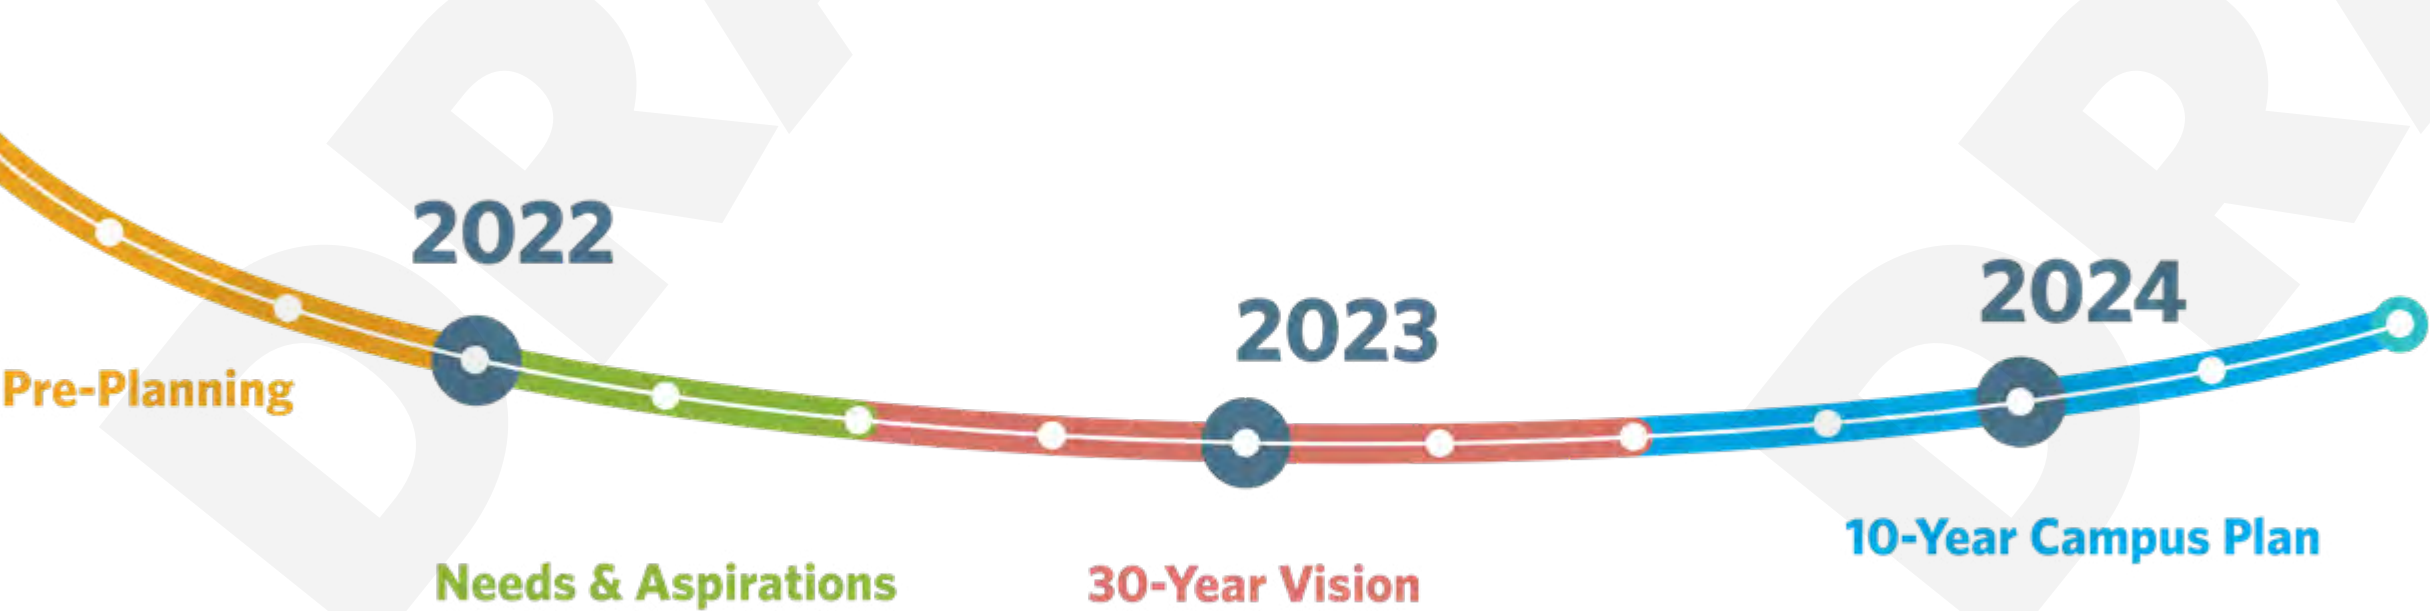 2022
2023
2024
Pre-Planning
Needs & Aspirations
30-Year Vision
10-Year Campus Plan